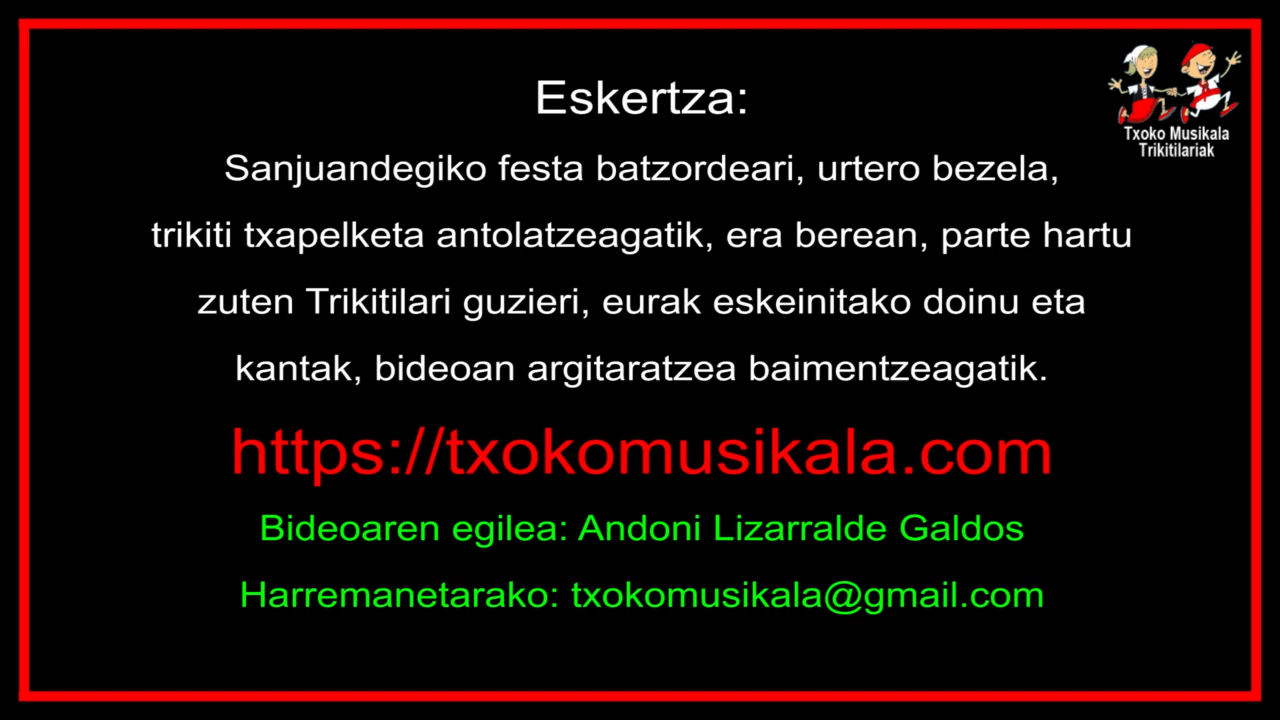 Eskertza:
Txoko Musikala
Trikitilariak
Sanjuandegiko festa batzordeari, urtero bezela,
trikiti txapelketa antolatzeagatik, era berean, parte hartu
zuten Trikitilari guzieri, eurak eskeinitako doinu eta
kantak, bideoan argitaratzea baimentzeagatik.
https://txokomusikala.com
Bideoaren egilea: Andoni Lizarralde Galdos
Harremanetarako: txokomusikala@gmail.com